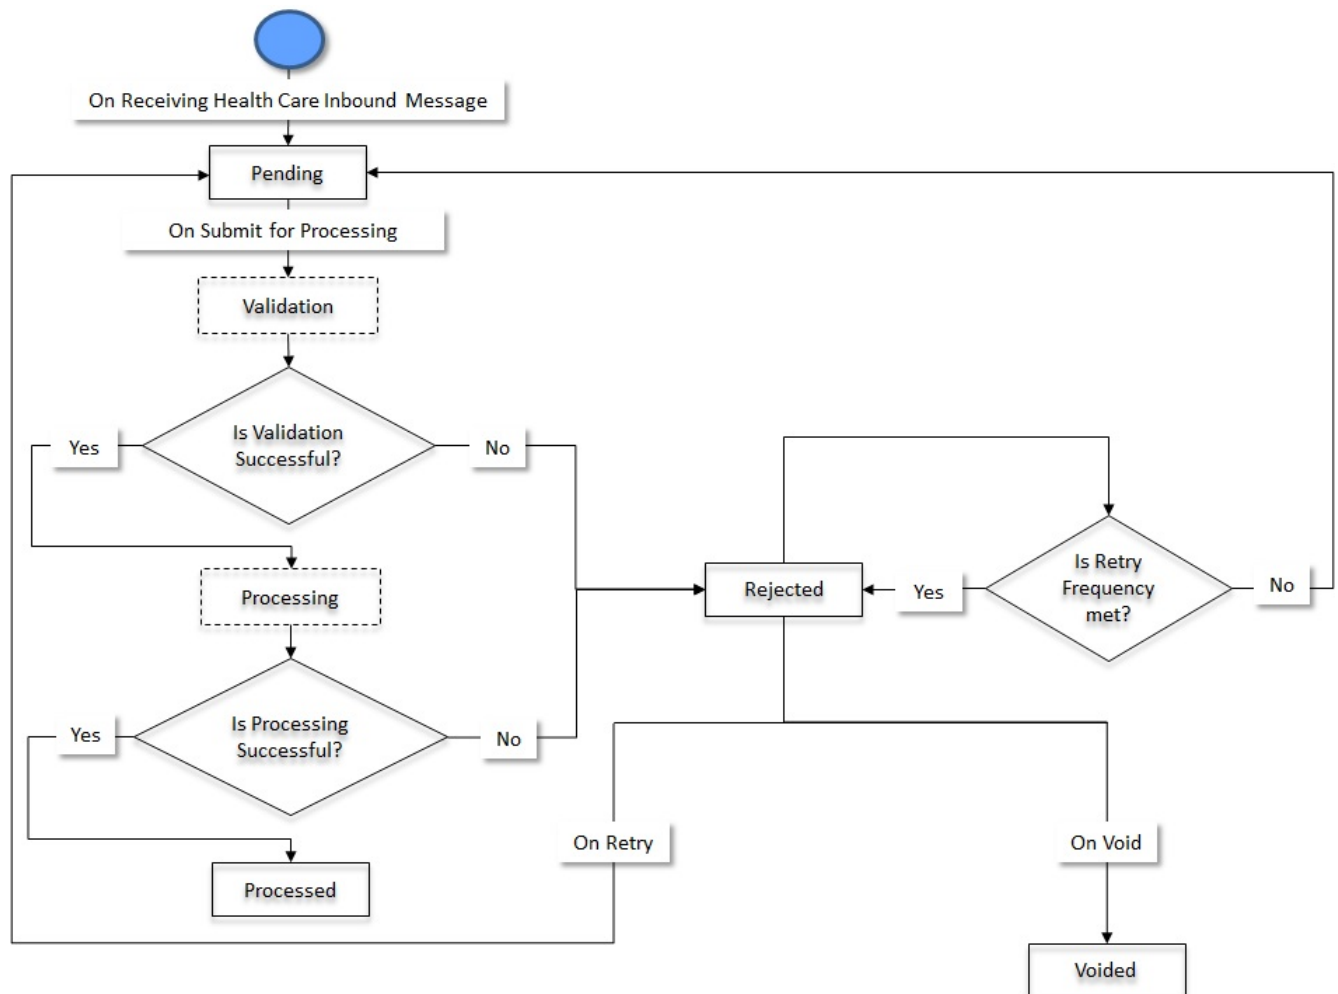 On Receiving Health Care Inbound Message
Pending
On Submit for Processing
Validation
Is Validation
Successful?
Yes
No
Processing
Is Processing
Successful?
Yes
No
Processed
Rejected
Is Retry
Frequency
met?
Yes
No
On Retry
On Void
Voided